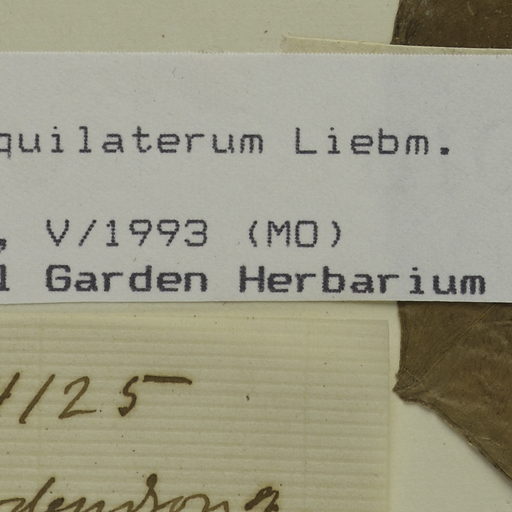 quilaterum Liebm.
, V/1993 (MO)
l Garden Herbarium
/125